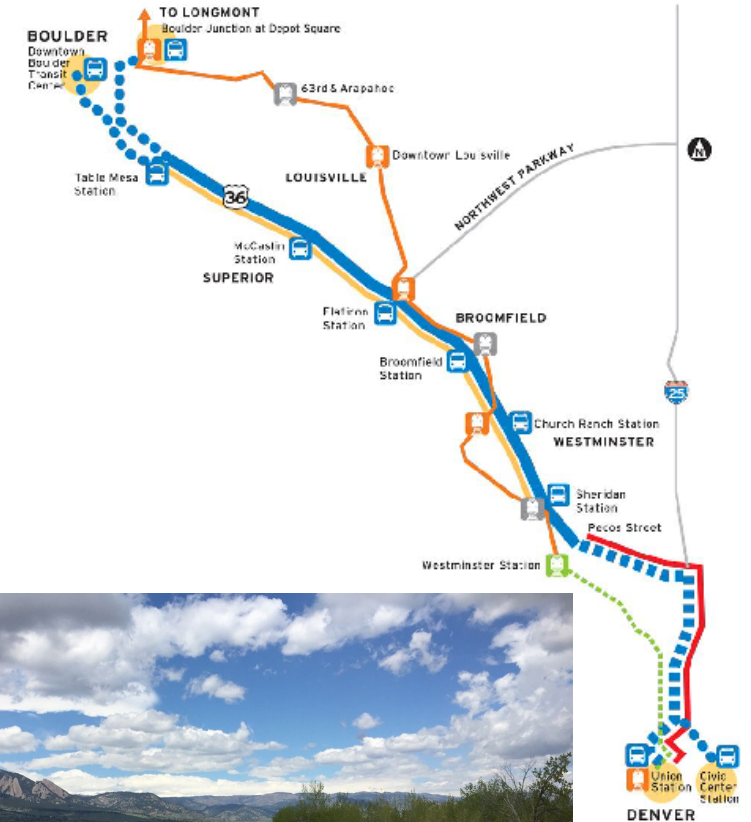 TO LONGMONT
Boulder Junction at Depot Square
BOULDER
Downtown
Boulder
Transit
Center
63rd & Arapahoe
Downtown Louisville
Table Mesa
Station
LOUISVILLE
36
NORTHWEST PARKWAY
N
McCaslin
Station
SUPERIOR
Flatiron
Station
BROOMFIELD
Broomfield
Station
25
Church Ranch Station
WESTMINSTER
Sheridan
Station
Pecos Street
Westminster Station
Union
Station
Civic
Center
Station
DENVER